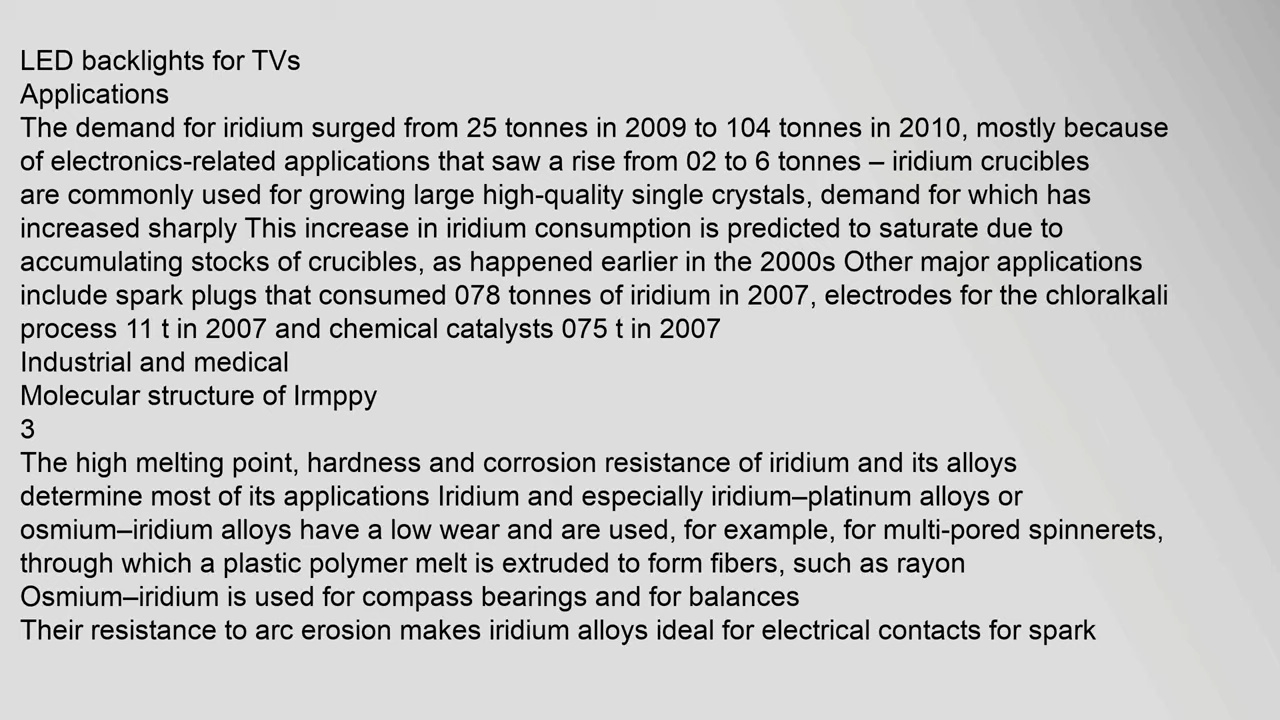 LED backlights for TVs
Applications
The demand for iridium surged from 25 tonnes in 2009 to 104 tonnes in 2010, mostly because
of electronics-related applications that saw a rise from 02 to 6 tonnes – iridium crucibles
are commonly used for growing large high-quality single crystals, demand for which has
increased sharply This increase in iridium consumption is predicted to saturate due to
accumulating stocks of crucibles, as happened earlier in the 2000s Other major applications
include spark plugs that consumed 078 tonnes of iridium in 2007, electrodes for the chloralkali
process 11 t in 2007 and chemical catalysts 075 t in 2007
Industrial and medical
Molecular structure of Irmppy
3
The high melting point, hardness and corrosion resistance of iridium and its alloys
determine most of its applications Iridium and especially iridium–platinum alloys or
osmium–iridium alloys have a low wear and are used, for example, for multi-pored spinnerets,
through which a plastic polymer melt is extruded to form fibers, such as rayon
Osmium–iridium is used for compass bearings and for balances
Their resistance to arc erosion makes iridium alloys ideal for electrical contacts for spark